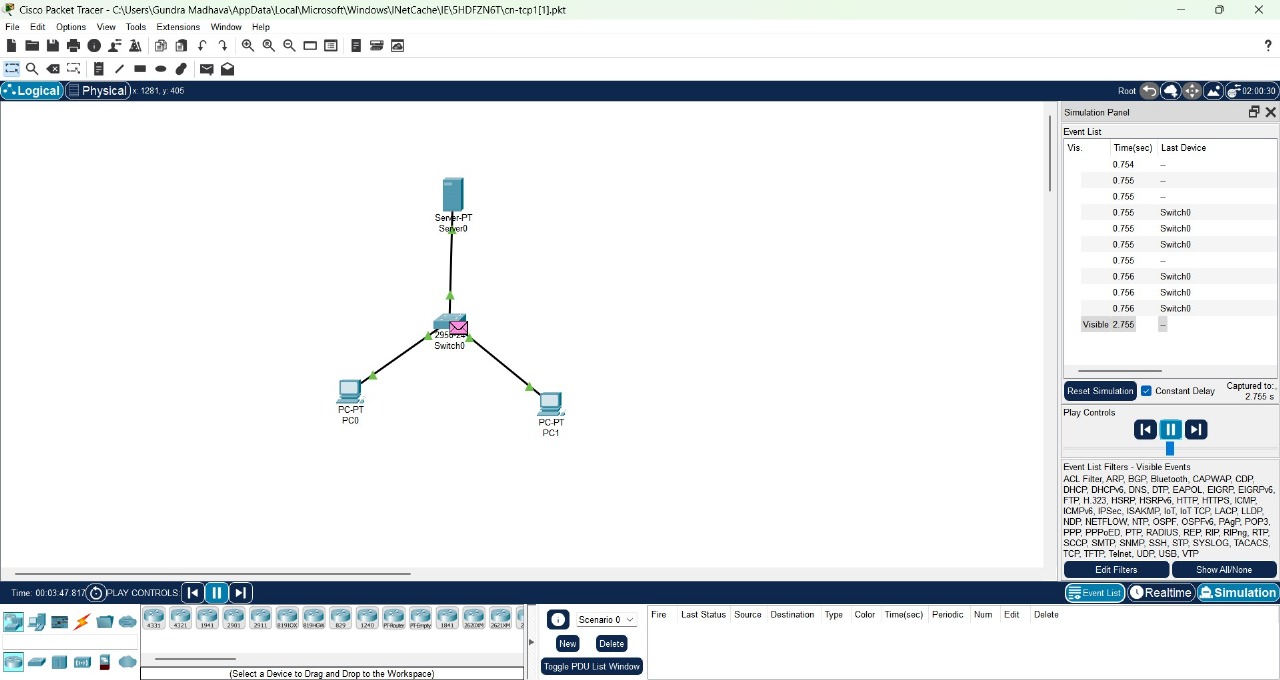 Cisco Packet Tracer - C:\Users\Gundra Madhava\AppData\Local\Microsoft\Windows\INetCache\IE\5HDFZN6T\cn-tcp1[1].pkt
File Edit Options View Tools Extensions Window Help
?
Logical Physical x: 1281, y: 405 Root 02:00:30
Simulation Panel
Event List
Vis. Time(sec) Last Device
0.754 --
0.755 --
0.755 --
0.755 Switch0
0.755 Switch0
0.755 Switch0
0.755 --
0.756 Switch0
0.756 Switch0
0.756 Switch0
Visible 2.755 --
Server-PT
Server0
Switch0
PC-PT
PC0
PC-PT
PC1
Reset Simulation Constant Delay Captured to:
2.755 s
Play Controls
Event List Filters - Visible Events
ACL Filter, ARP, BGP, Bluetooth, CAPWAP, CDP,
DHCP, DHCPv6, DNS, DTP, EAPOL, EIGRP, EIGRPv6,
FTP, H.323, HSRP, HSRPv6, HTTP, HTTPS, ICMP,
ICMPv6, IPSec, ISAKMP, IoT, IoT TCP, LACP, LLDP,
NDP, NETFLOW, NTP, OSPF, OSPFv6, PAgP, POP3,
PPP, PPPoED, PTP, RADIUS, REP, RIP, RIPng, RTP,
SCCP, SMTP, SNMP, SSH, STP, SYSLOG, TACACS,
TCP, TFTP, Telnet, UDP, USB, VTP
Edit Filters Show All/None
Time: 00:03:47.817 PLAY CONTROLS: Event List Realtime Simulation
4331 4321 1941 2901 2911 819IOX 819HGW 829 1240 PT-Router PT-Empty 1841 2620XM 2621XM
(Select a Device to Drag and Drop to the Workspace)
Scenario 0
New Delete
Toggle PDU List Window
Fire Last Status Source Destination Type Color Time(sec) Periodic Num Edit Delete